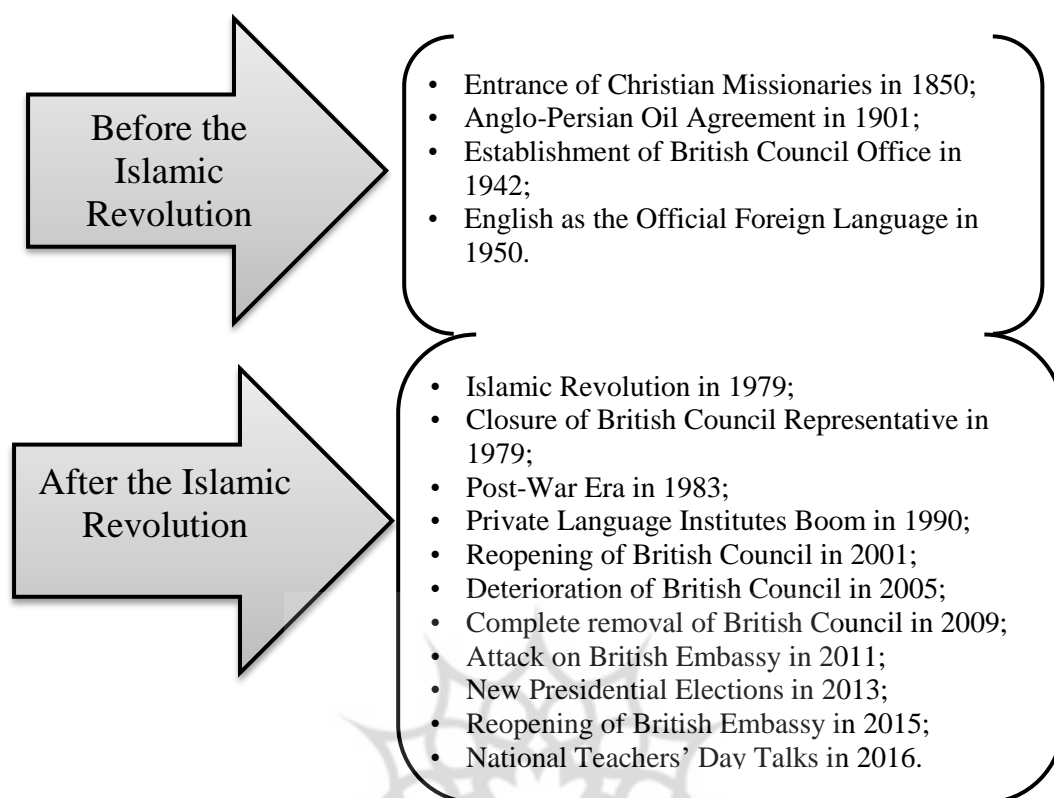 Before the
Islamic
Revolution
• Entrance of Christian Missionaries in 1850;
• Anglo-Persian Oil Agreement in 1901;
• Establishment of British Council Office in
1942;
• English as the Official Foreign Language in
1950.
After the Islamic
Revolution
• Islamic Revolution in 1979;
• Closure of British Council Representative in
1979;
• Post-War Era in 1983;
• Private Language Institutes Boom in 1990;
• Reopening of British Council in 2001;
• Deterioration of British Council in 2005;
• Complete removal of British Council in 2009;
• Attack on British Embassy in 2011;
• New Presidential Elections in 2013;
• Reopening of British Embassy in 2015;
• National Teachers’ Day Talks in 2016.